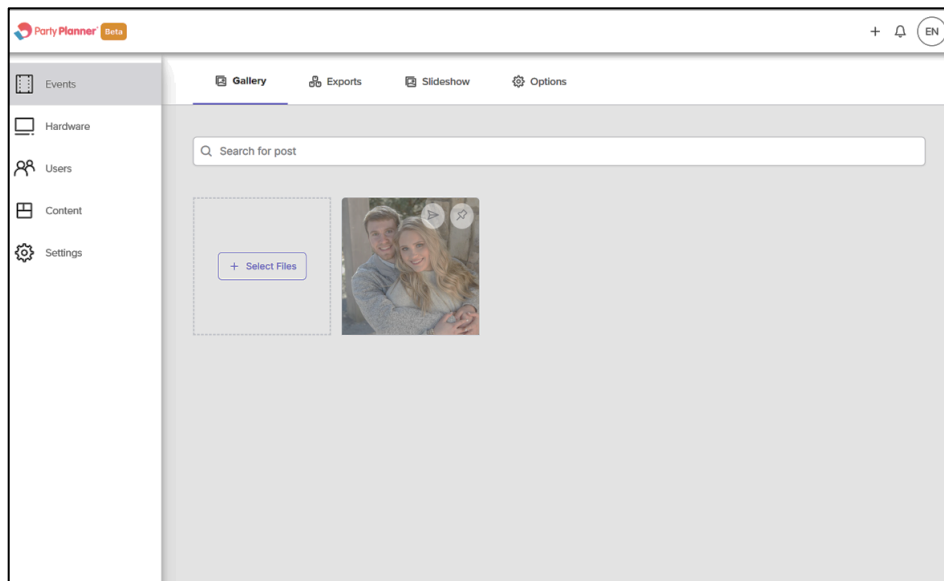 Party Planner Beta
EN
Events
Hardware
Users
Content
Settings
Gallery
Exports
Slideshow
Options
Search for post
+ Select Files